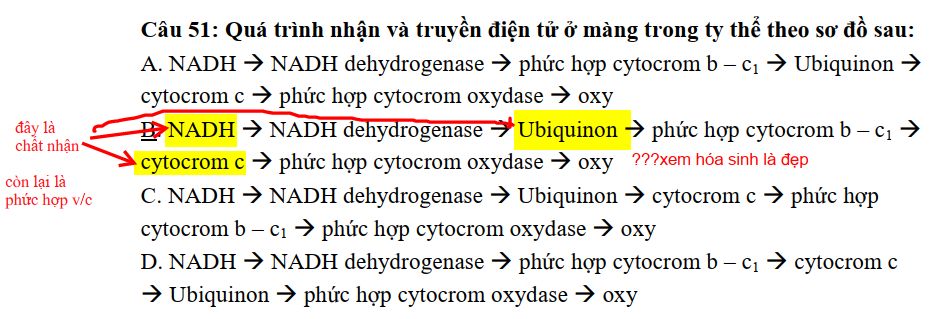 Câu 51: Quá trình nhận và truyền điện tử ở màng trong ty thể theo sơ đồ sau:
A. NADH → NADH dehydrogenase → phức hợp cytocrom b – c₁ → Ubiquinon →
cytocrom c → phức hợp cytocrom oxydase → oxy
đây là
chất nhận
B. NADH → NADH dehydrogenase → Ubiquinon → phức hợp cytocrom b – c₁ →
cytocrom c → phức hợp cytocrom oxydase → oxy ???xem hóa sinh là đẹp
còn lại là
phức hợp v/c
C. NADH → NADH dehydrogenase → Ubiquinon → cytocrom c → phức hợp
cytocrom b – c₁ → phức hợp cytocrom oxydase → oxy
D. NADH → NADH dehydrogenase → phức hợp cytocrom b – c₁ → cytocrom c
→ Ubiquinon → phức hợp cytocrom oxydase → oxy